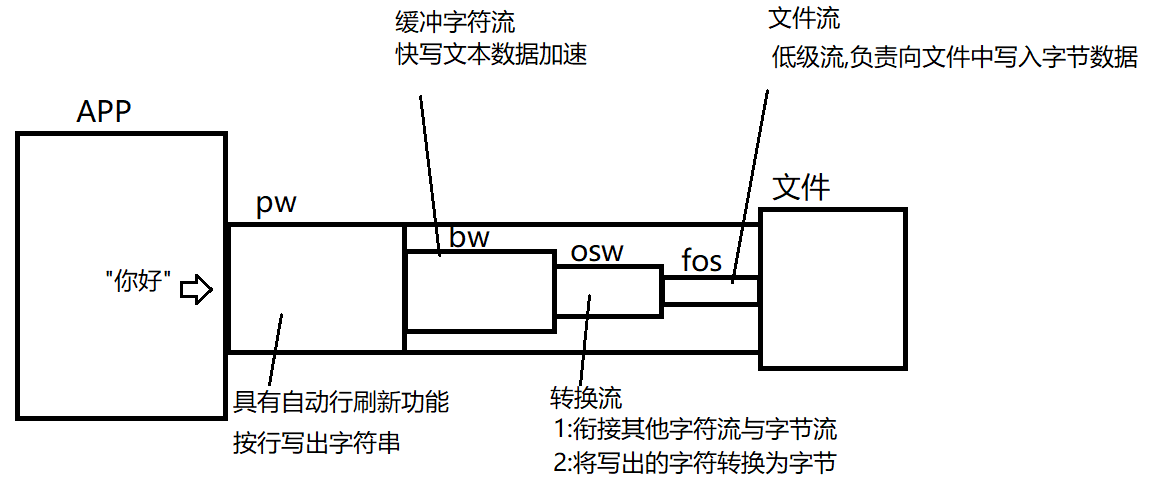 缓冲字符流
快写文本数据加速
文件流
低级流,负责向文件中写入字节数据
APP
文件
pw
bw
osw
fos
"你好"
具有自动行刷新功能
按行写出字符串
转换流
1:衔接其他字符流与字节流
2:将写出的字符转换为字节